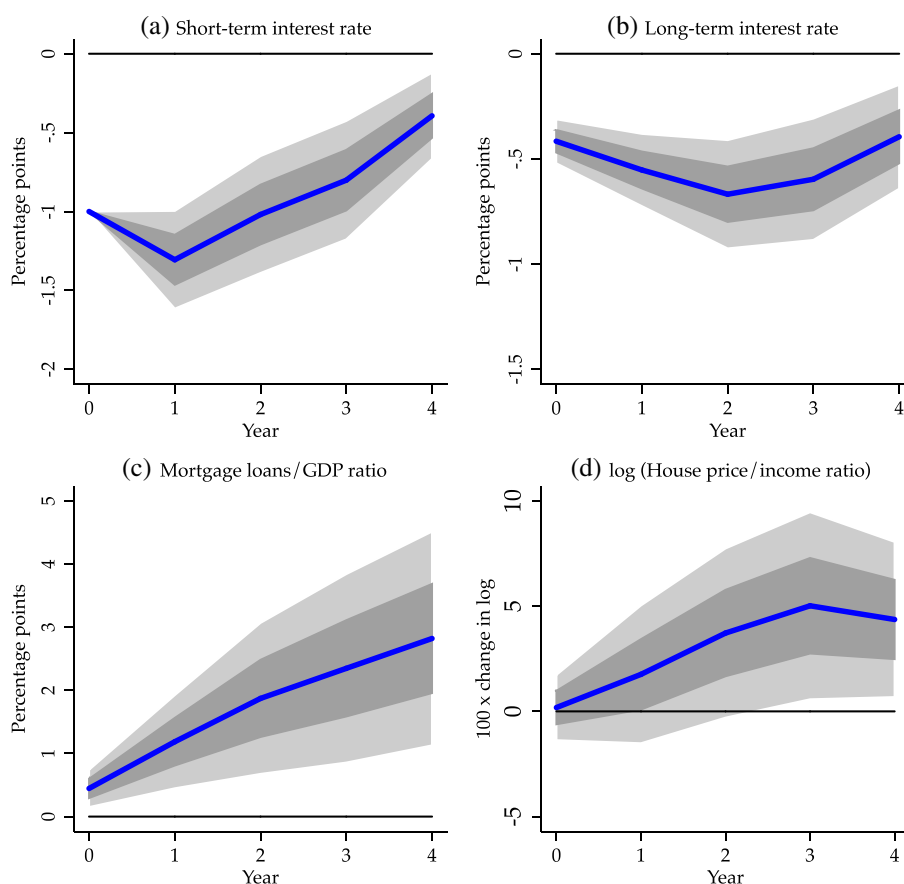 (a) Short-term interest rate
Percentage points
0
-.5
-1
-1.5
-2
0 1 2 3 4
Year
(b) Long-term interest rate
Percentage points
0
-.5
-1
-1.5
0 1 2 3 4
Year
(c) Mortgage loans/GDP ratio
Percentage points
5
4
3
2
1
0
0 1 2 3 4
Year
(d) log (House price/income ratio)
100 x change in log
10
5
0
-5
0 1 2 3 4
Year